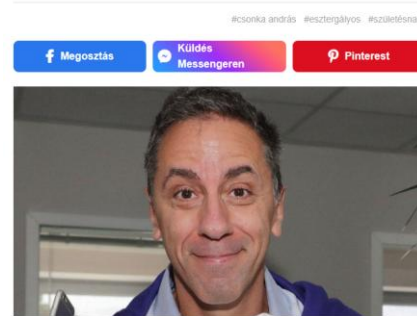 #csonka andrás #esztergályos #születésna
Megosztás
Küldés
Messengeren
Pinterest